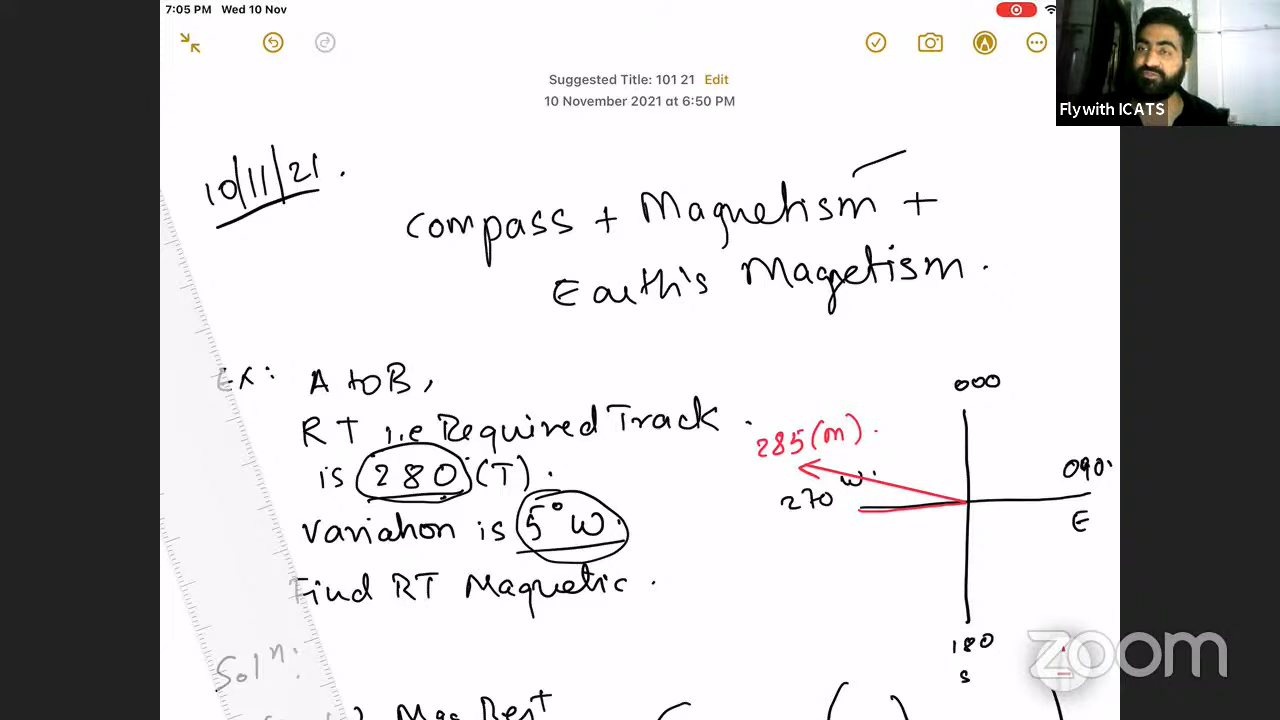 7:05 PM Wed 10 Nov
Suggested Title: 101 21 Edit
10 November 2021 at 6:50 PM
Flywith ICATS
10/11/21.
Compass + Magnetism +
Earth's Magetism.
Ex: A to B,
RT i.e Required Track.
is 280 (T).
Variation is 5° W.
Find RT Magnetic.
Soln:
000
285 (m).
W.
270
090°
E
180
S
zoom